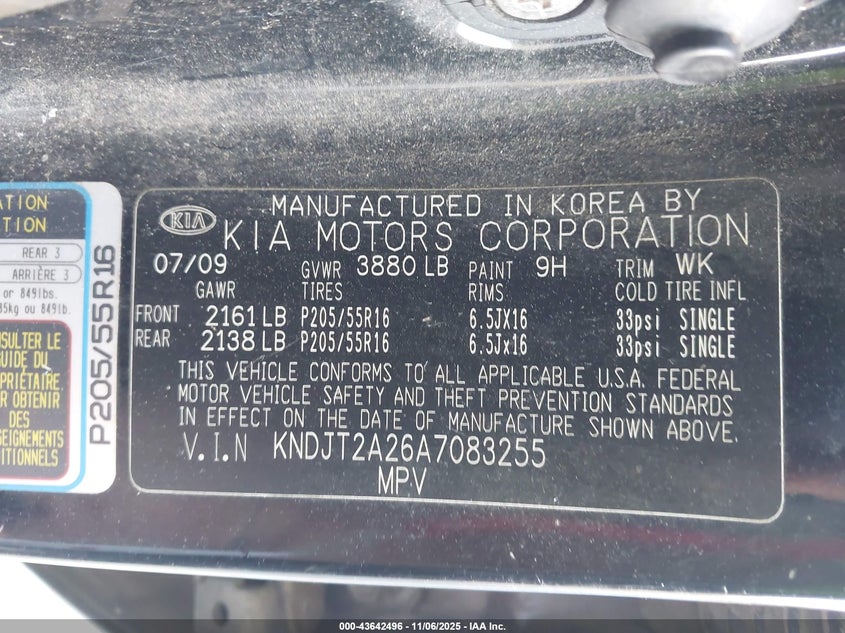 ATION
TION
REAR 3
ARRIÈRE 3
or 849lbs.
85kg ou 849lb.
NSULTER LE
GUIDE DU
OPRIÉTAIRE
R OBTENIR
DES
SEIGNEMENTS
ITIONNELS
P205/55R16
KIA
MANUFACTURED IN KOREA BY
KIA MOTORS CORPORATION
07/09 GVWR 3880 LB PAINT 9H TRIM WK
GAWR TIRES RIMS COLD TIRE INFL
FRONT 2161 LB P205/55R16 6.5JX16 33psi SINGLE
REAR 2138 LB P205/55R16 6.5Jx16 33psi SINGLE
THIS VEHICLE CONFORMS TO ALL APPLICABLE U.S.A. FEDERAL
MOTOR VEHICLE SAFETY AND THEFT PREVENTION STANDARDS
IN EFFECT ON THE DATE OF MANUFACTURE SHOWN ABOVE.
V.I.N KNDJT2A26A7083255
MPV
000-43642496 - 11/06/2025 - IAA Inc.